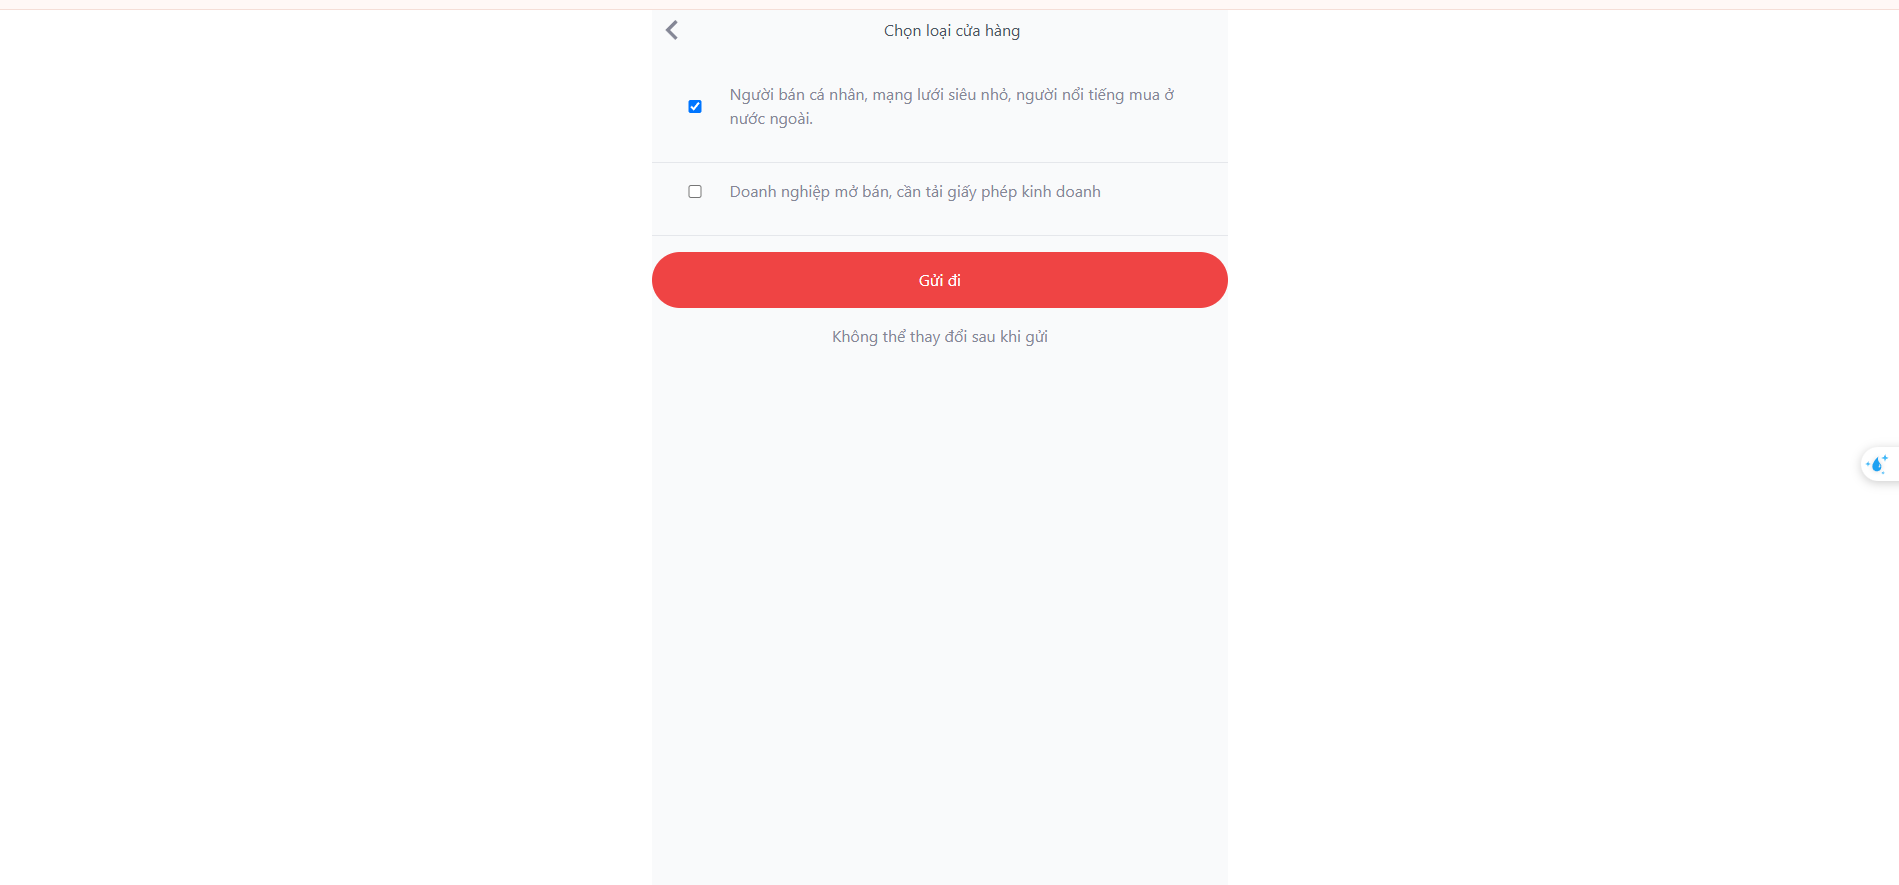 Chọn loại cửa hàng
Người bán cá nhân, mạng lưới siêu nhỏ, người nổi tiếng mua ở
nước ngoài.
Doanh nghiệp mở bán, cần tải giấy phép kinh doanh
Gửi đi
Không thể thay đổi sau khi gửi